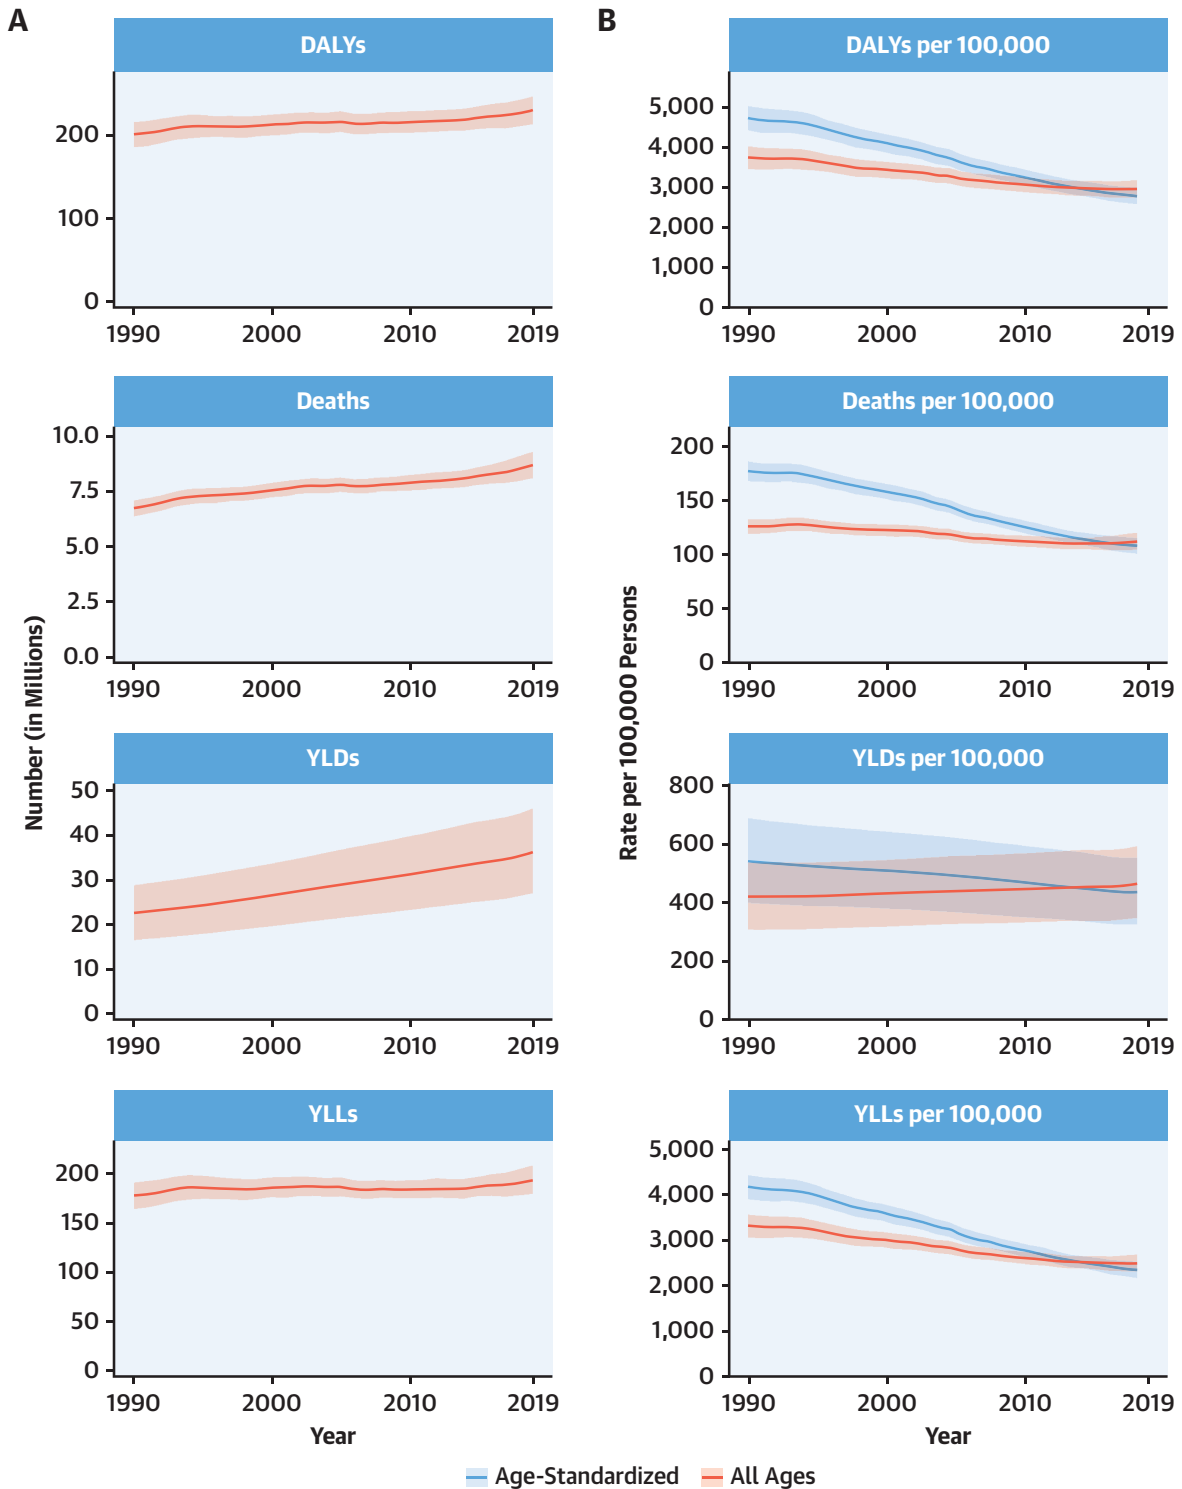 A
DALYs
200
100
0
1990 2000 2010 2019
Deaths
10.0
7.5
5.0
2.5
0.0
1990 2000 2010 2019
YLDs
50
40
30
20
10
0
1990 2000 2010 2019
YLLs
200
150
100
50
0
1990 2000 2010 2019
Year
Number (in Millions)
B
DALYs per 100,000
5,000
4,000
3,000
2,000
1,000
0
1990 2000 2010 2019
Deaths per 100,000
200
150
100
50
0
1990 2000 2010 2019
YLDs per 100,000
800
600
400
200
0
1990 2000 2010 2019
YLLs per 100,000
5,000
4,000
3,000
2,000
1,000
0
1990 2000 2010 2019
Year
Rate per 100,000 Persons
Age-Standardized All Ages